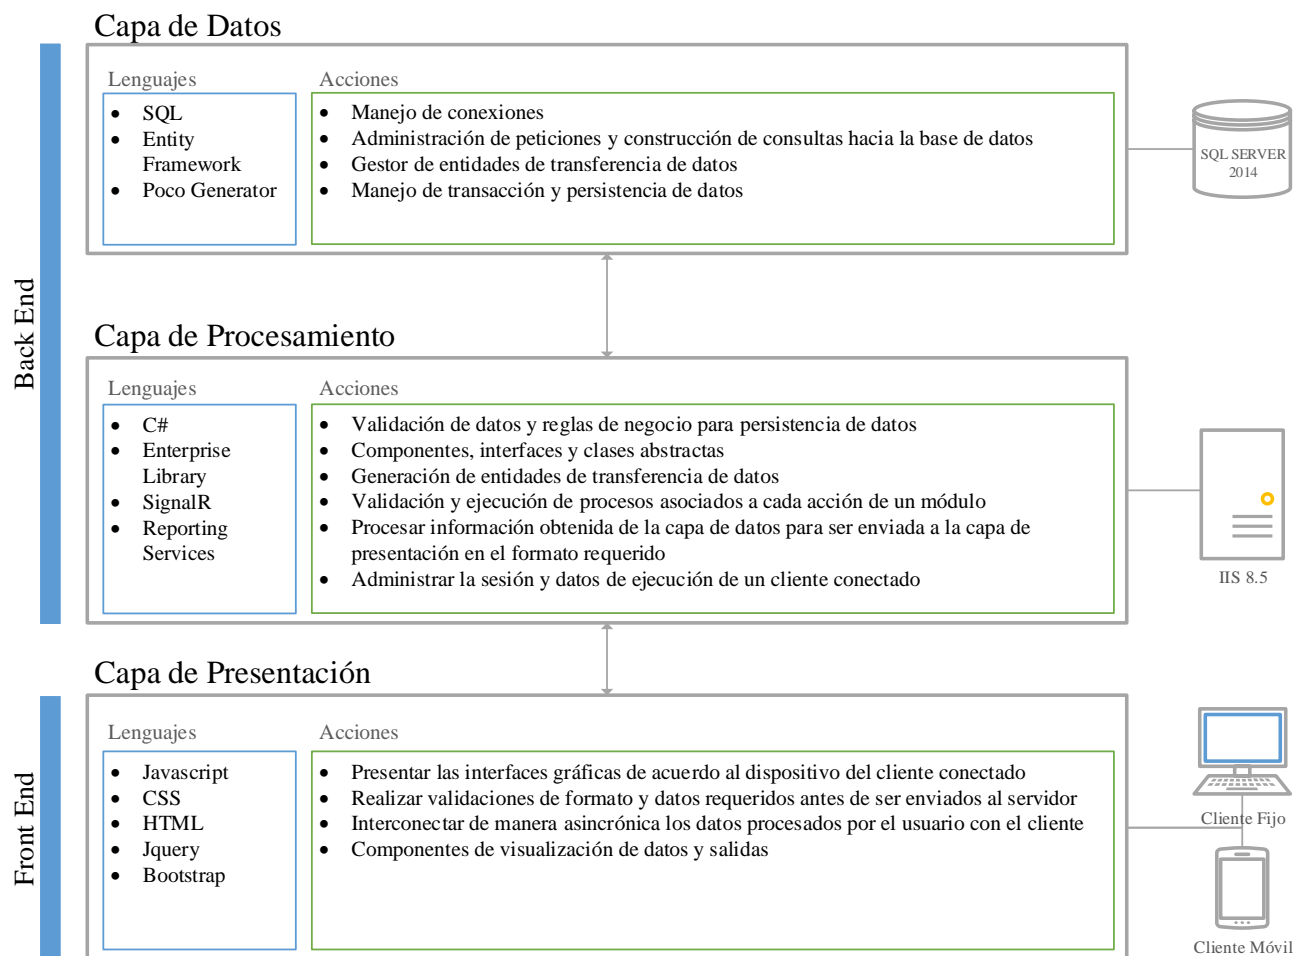 Capa de Datos
Lenguajes
• SQL
• Entity
Framework
• Poco Generator
Acciones
• Manejo de conexiones
• Administración de peticiones y construcción de consultas hacia la base de datos
• Gestor de entidades de transferencia de datos
• Manejo de transacción y persistencia de datos
SQL SERVER
2014
Back End
Capa de Procesamiento
Lenguajes
• C#
• Enterprise
Library
• SignalR
• Reporting
Services
Acciones
• Validación de datos y reglas de negocio para persistencia de datos
• Componentes, interfaces y clases abstractas
• Generación de entidades de transferencia de datos
• Validación y ejecución de procesos asociados a cada acción de un módulo
• Procesar información obtenida de la capa de datos para ser enviada a la capa de
presentación en el formato requerido
• Administrar la sesión y datos de ejecución de un cliente conectado
IIS 8.5
Capa de Presentación
Front End
Lenguajes
• Javascript
• CSS
• HTML
• Jquery
• Bootstrap
Acciones
• Presentar las interfaces gráficas de acuerdo al dispositivo del cliente conectado
• Realizar validaciones de formato y datos requeridos antes de ser enviados al servidor
• Interconectar de manera asincrónica los datos procesados por el usuario con el cliente
• Componentes de visualización de datos y salidas
Cliente Fijo
Cliente Móvil